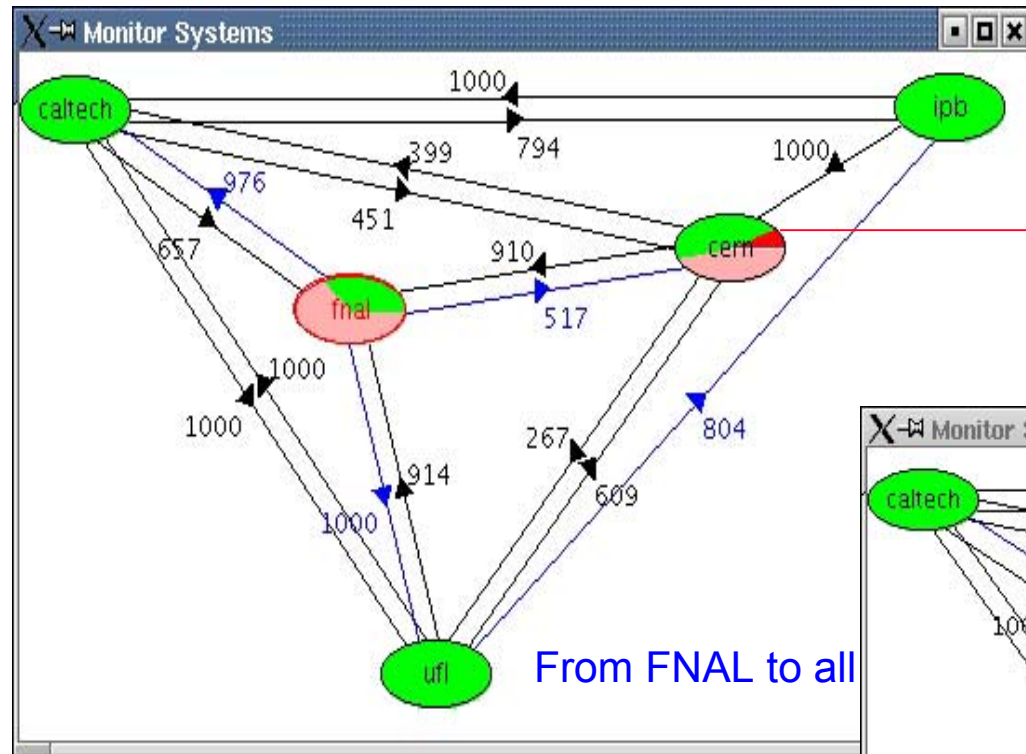 Monitor Systems
1000
caltech
ipb
399
794
1000
976
451
657
910
cern
fnal
517
1000
1000
267
804
914
609
1000
ufl
From FNAL to all
Monitor
caltech